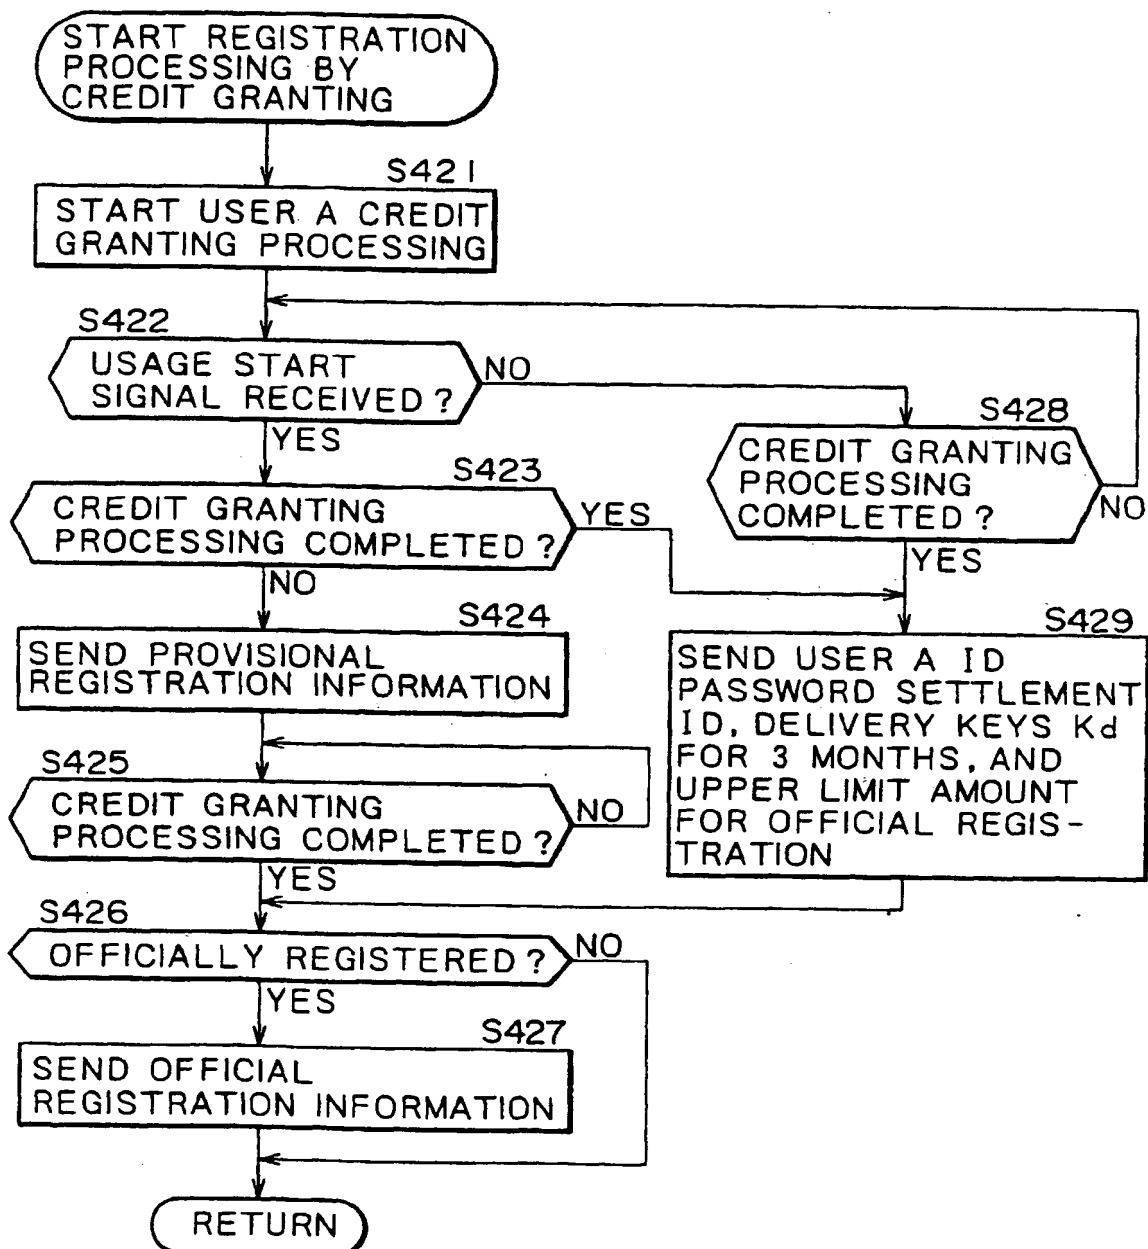 START REGISTRATION
PROCESSING BY
CREDIT GRANTING
S421
START USER A CREDIT
GRANTING PROCESSING
S422
USAGE START
SIGNAL RECEIVED?
NO
YES
S428
CREDIT GRANTING
PROCESSING
COMPLETED?
NO
YES
S423
CREDIT GRANTING
PROCESSING COMPLETED?
YES
NO
S424
SEND PROVISIONAL
REGISTRATION INFORMATION
S429
SEND USER A ID
PASSWORD SETTLEMENT
ID, DELIVERY KEYS Kd
FOR 3 MONTHS, AND
UPPER LIMIT AMOUNT
FOR OFFICIAL REGIS-
TRATION
S425
CREDIT GRANTING
PROCESSING COMPLETED?
NO
YES
S426
OFFICIALLY REGISTERED?
NO
YES
S427
SEND OFFICIAL
REGISTRATION INFORMATION
RETURN